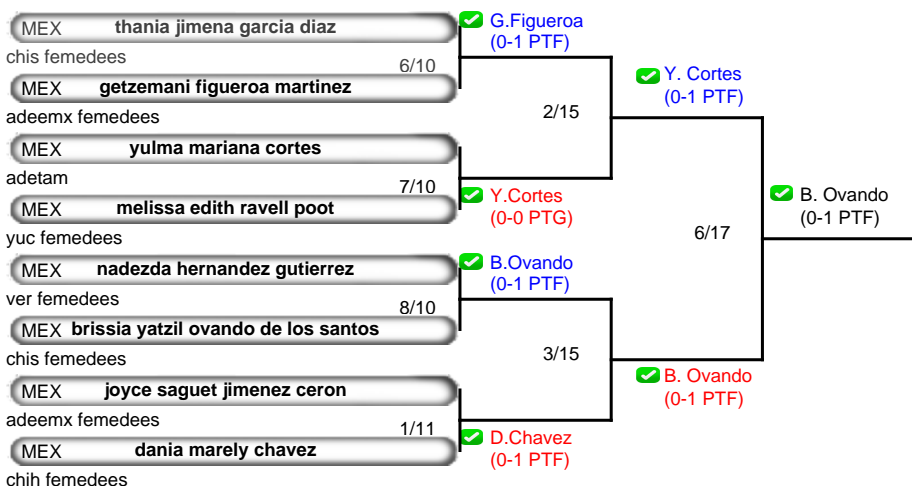 MEX thania jimena garcia diaz
chis femedees
6/10
MEX getzemani figueroa martinez
adeemx femedees
MEX yulma mariana cortes
adetam
7/10
MEX melissa edith ravell poot
yuc femedees
MEX nadezda hernandez gutierrez
ver femedees
8/10
MEX brissia yatzil ovando de los santos
chis femedees
MEX joyce saguet jimenez ceron
adeemx femedees
1/11
MEX dania marely chavez
chih femedees
G.Figueroa
(0-1 PTF)
2/15
Y.Cortes
(0-0 PTG)
B.Ovando
(0-1 PTF)
3/15
D.Chavez
(0-1 PTF)
Y. Cortes
(0-1 PTF)
6/17
B. Ovando
(0-1 PTF)
B. Ovando
(0-1 PTF)